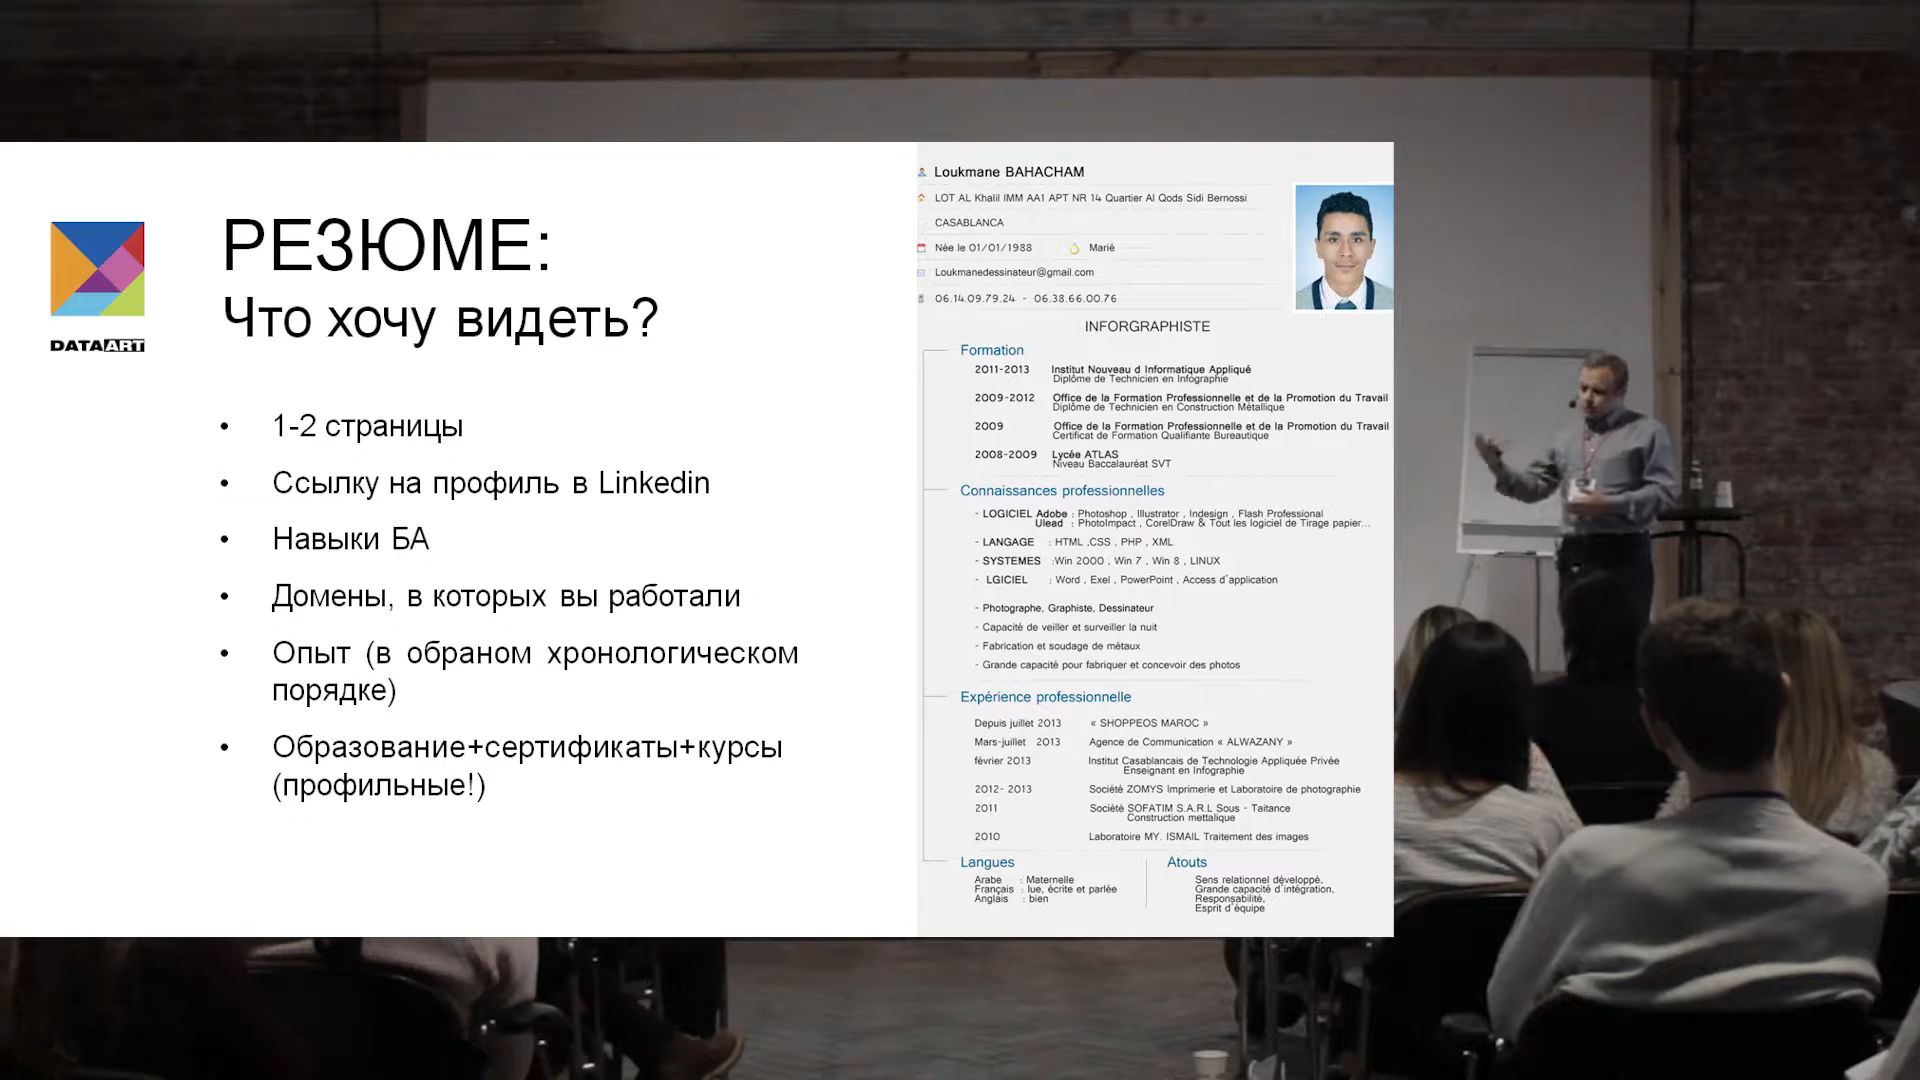 DATAART
РЕЗЮМЕ:
Что хочу видеть?
• 1-2 страницы
• Ссылку на профиль в Linkedin
• Навыки БА
• Домены, в которых вы работали
• Опыт (в обраном хронологическом
порядке)
• Образование+сертификаты+курсы
(профильные!)
Loukmane BAHACHAM
LOT AL Khalil IMM AA1 APT NR 14 Quartier Al Qods Sidi Bernossi
CASABLANCA
Née le 01/01/1988 Marié
Loukmanedessinateur@gmail.com
06.14.09.79.24 - 06.38.66.00.76
INFORGRAPHISTE
Formation
2011-2013 Institut Nouveau d Informatique Appliqué
Diplôme de Technicien en Infographie
2009-2012 Office de la Formation Professionnelle et de la Promotion du Travail
Diplôme de Technicien en Construction Métallique
2009 Office de la Formation Professionnelle et de la Promotion du Travail
Certificat de Formation Qualifiante Bureautique
2008-2009 Lycée ATLAS
Niveau Baccalauréat SVT
Connaissances professionnelles
- LOGICIEL Adobe : Photoshop , Illustrator , Indesign , Flash Professional
Ulead : PhotoImpact , CorelDraw & Tout les logiciel de Tirage papier...
- LANGAGE : HTML ,CSS , PHP , XML
- SYSTEMES :Win 2000 , Win 7 , Win 8 , LINUX
- LGICIEL : Word , Exel , PowerPoint , Access d'application
- Photographe, Graphiste, Dessinateur
- Capacité de veiller et surveiller la nuit
- Fabrication et soudage de métaux
- Grande capacité pour fabriquer et concevoir des photos
Expérience professionnelle
Depuis juillet 2013 « SHOPPEOS MAROC »
Mars-juillet 2013 Agence de Communication « ALWAZANY »
février 2013 Institut Casablancais de Technologie Appliquée Privée
Enseignant en Infographie
2012- 2013 Société ZOMYS Imprimerie et Laboratoire de photographie
2011 Société SOFATIM S.A.R.L Sous - Taitance
Construction mettalique
2010 Laboratoire MY. ISMAIL Traitement des images
Langues
Arabe : Maternelle
Français : lue, écrite et parlée
Anglais : bien
Atouts
Sens relationnel développé,
Grande capacité d'intégration,
Responsabilité,
Esprit d'équipe